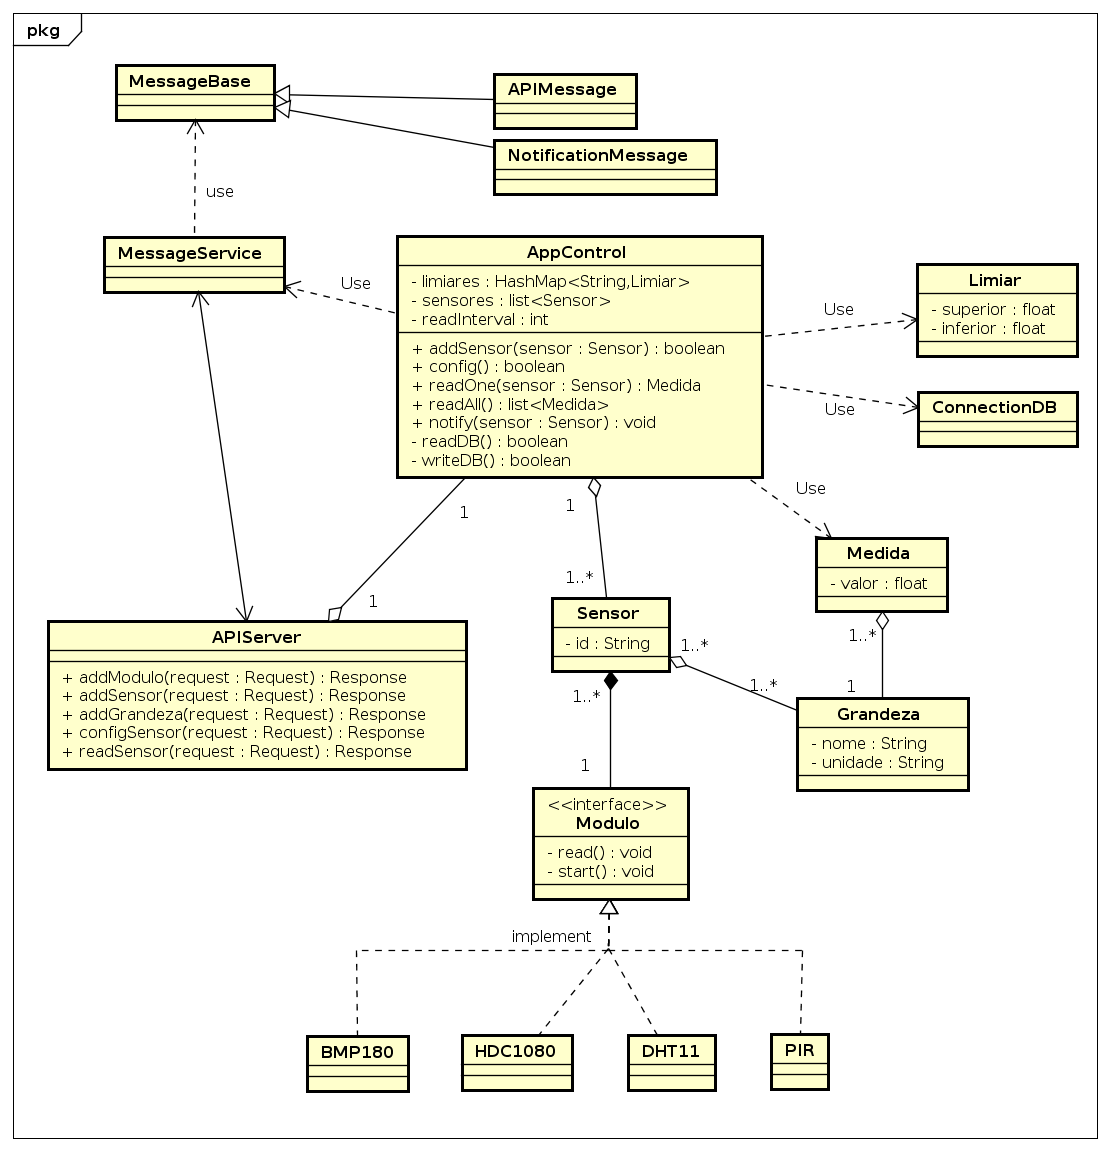 pkg
MessageBase
APIMessage
NotificationMessage
use
MessageService
Use
AppControl
- limiares : HashMap<String,Limiar>
- sensores : list<Sensor>
- readInterval : int
+ addSensor(sensor : Sensor) : boolean
+ config() : boolean
+ readOne(sensor : Sensor) : Medida
+ readAll() : list<Medida>
+ notify(sensor : Sensor) : void
- readDB() : boolean
- writeDB() : boolean
Use
Limiar
- superior : float
- inferior : float
Use
ConnectionDB
Use
Medida
- valor : float
1
1
1
1..*
APIServer
+ addModulo(request : Request) : Response
+ addSensor(request : Request) : Response
+ addGrandeza(request : Request) : Response
+ configSensor(request : Request) : Response
+ readSensor(request : Request) : Response
Sensor
- id : String
1..*
1..*
1..*
1
Grandeza
- nome : String
- unidade : String
1..*
1
<<interface>>
Modulo
- read() : void
- start() : void
implement
BMP180
HDC1080
DHT11
PIR